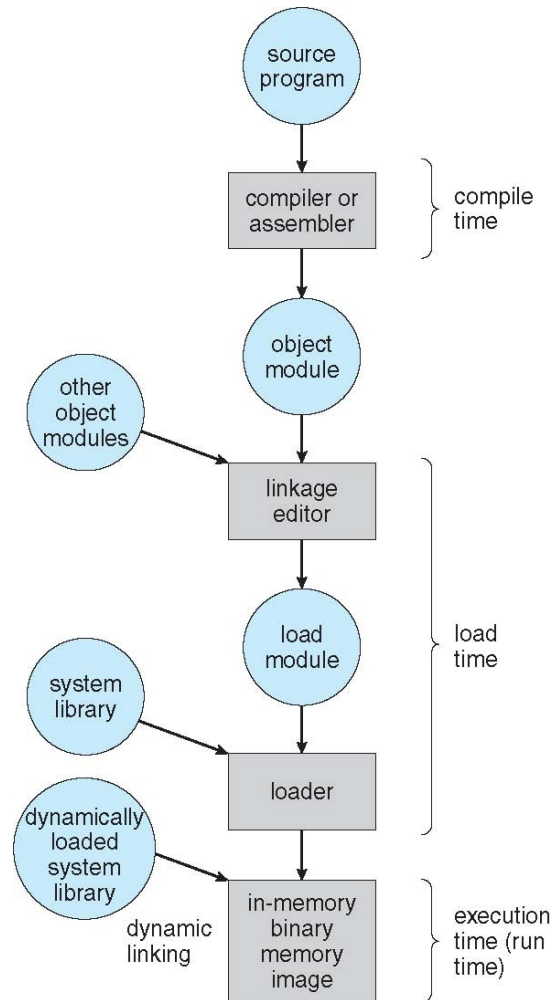 source
program
compiler or
assembler
compile
time
object
module
other
object
modules
linkage
editor
load
module
load
time
system
library
loader
dynamically
loaded
system
library
dynamic
linking
in-memory
binary
memory
image
execution
time (run
time)